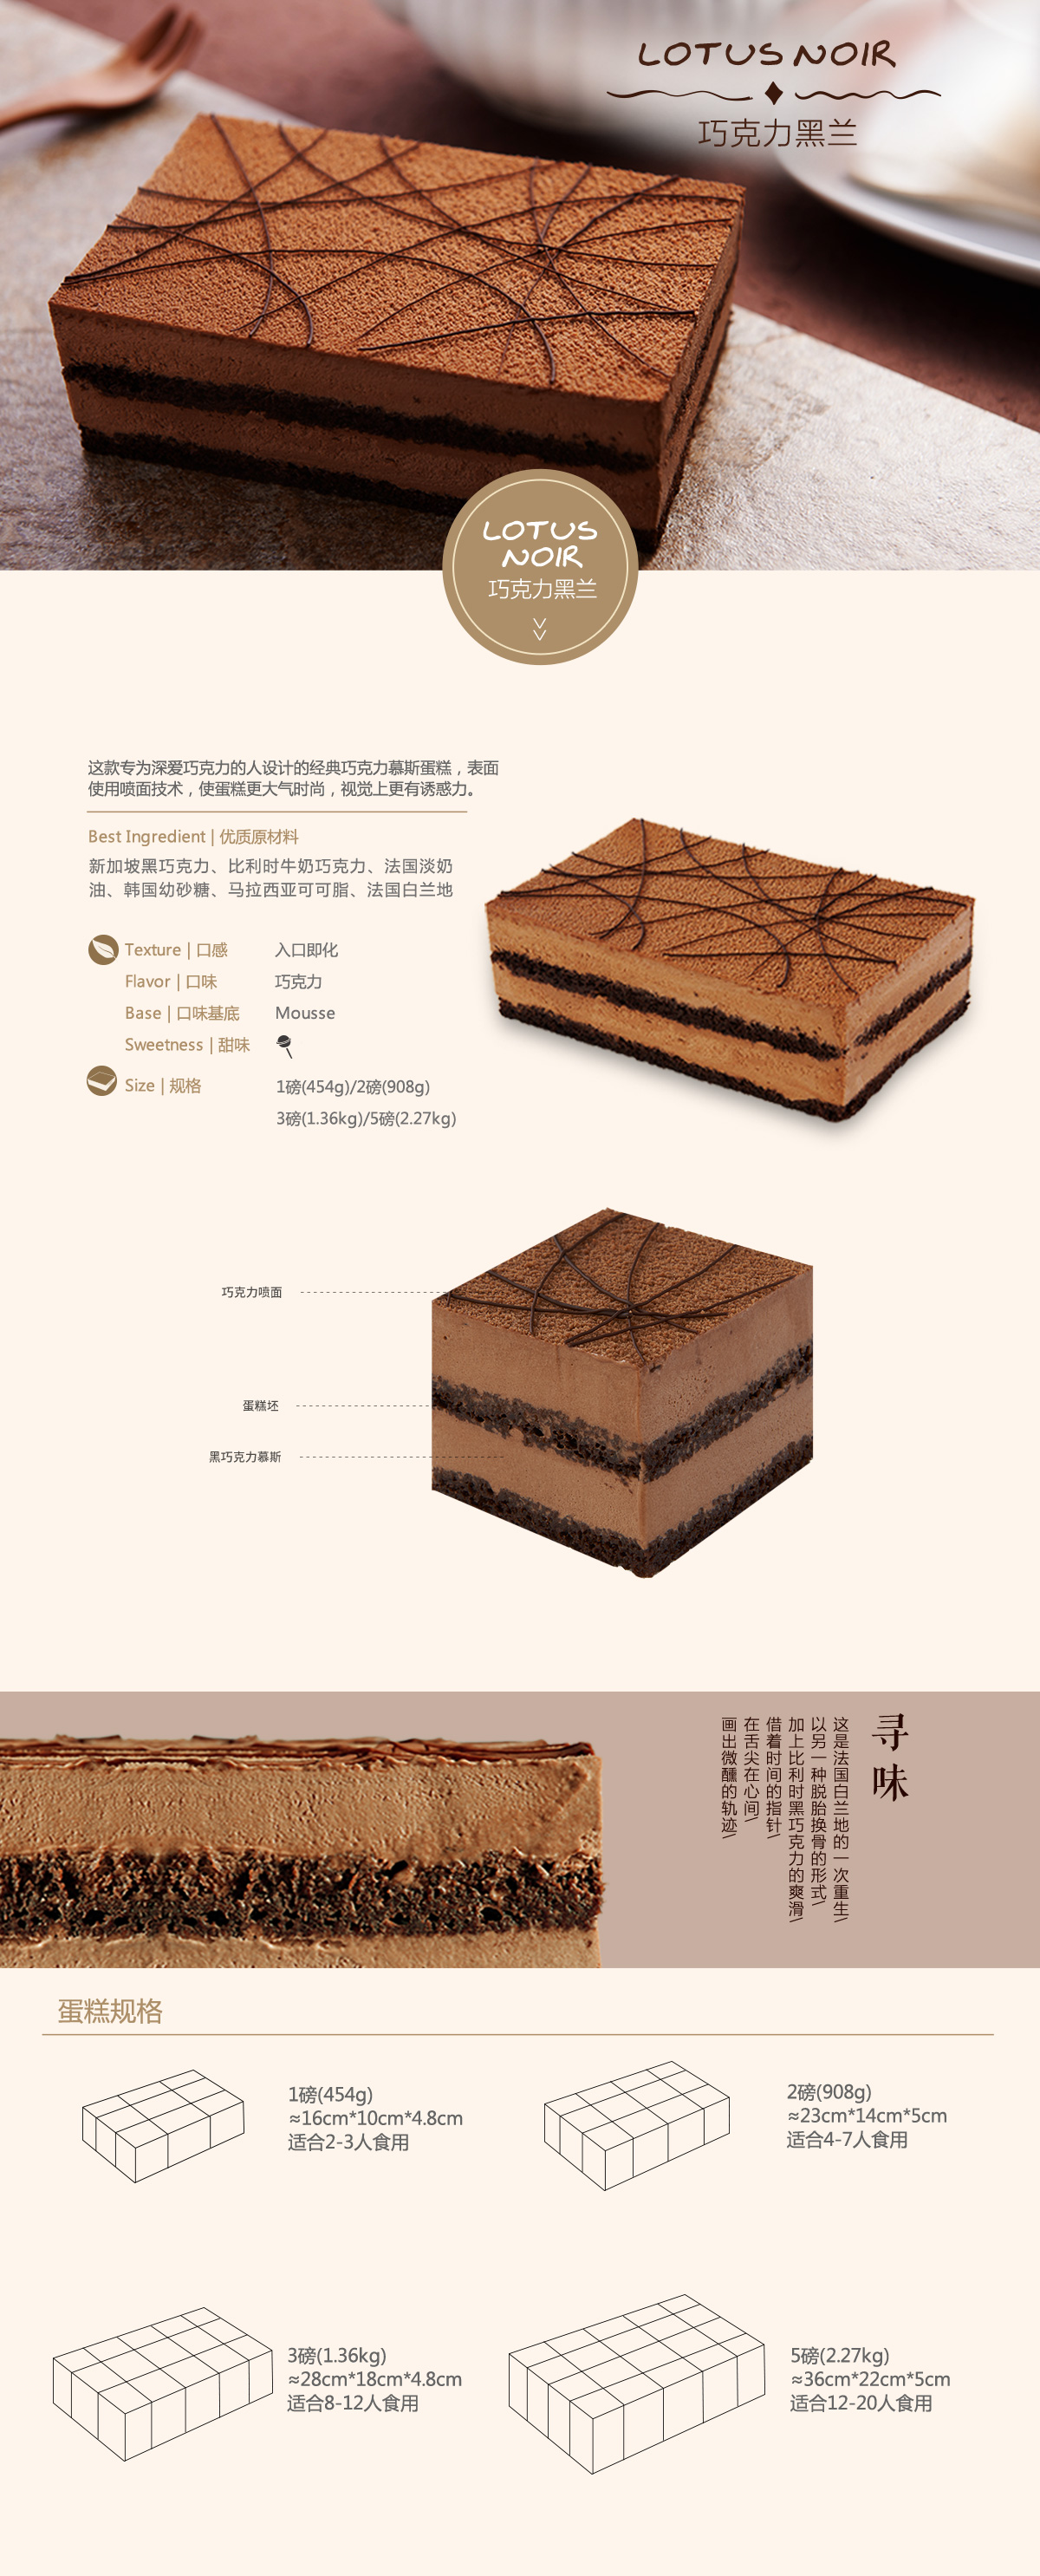 LOTUS NOIR
巧克力黑兰
LOTUS
NOIR
巧克力黑兰
这款专为深爱巧克力的人设计的经典巧克力慕斯蛋糕，表面
使用喷面技术，使蛋糕更大气时尚，视觉上更有诱惑力。
Best Ingredient | 优质原材料
新加坡黑巧克力、比利时牛奶巧克力、法国淡奶
油、韩国幼砂糖、马拉西亚可可脂、法国白兰地
Texture | 口感 入口即化
Flavor | 口味 巧克力
Base | 口味基底 Mousse
Sweetness | 甜味
Size | 规格 1磅(454g)/2磅(908g)
3磅(1.36kg)/5磅(2.27kg)
巧克力喷面
蛋糕坯
黑巧克力慕斯
寻味
这是法国白兰地的一次重生/
以另一种脱胎换骨的形式/
加上比利时黑巧克力的爽滑/
借着时间的指针/
在舌尖在心间/
画出微醺的轨迹/
蛋糕规格
1磅(454g)
≈16cm*10cm*4.8cm
适合2-3人食用
2磅(908g)
≈23cm*14cm*5cm
适合4-7人食用
3磅(1.36kg)
≈28cm*18cm*4.8cm
适合8-12人食用
5磅(2.27kg)
≈36cm*22cm*5cm
适合12-20人食用